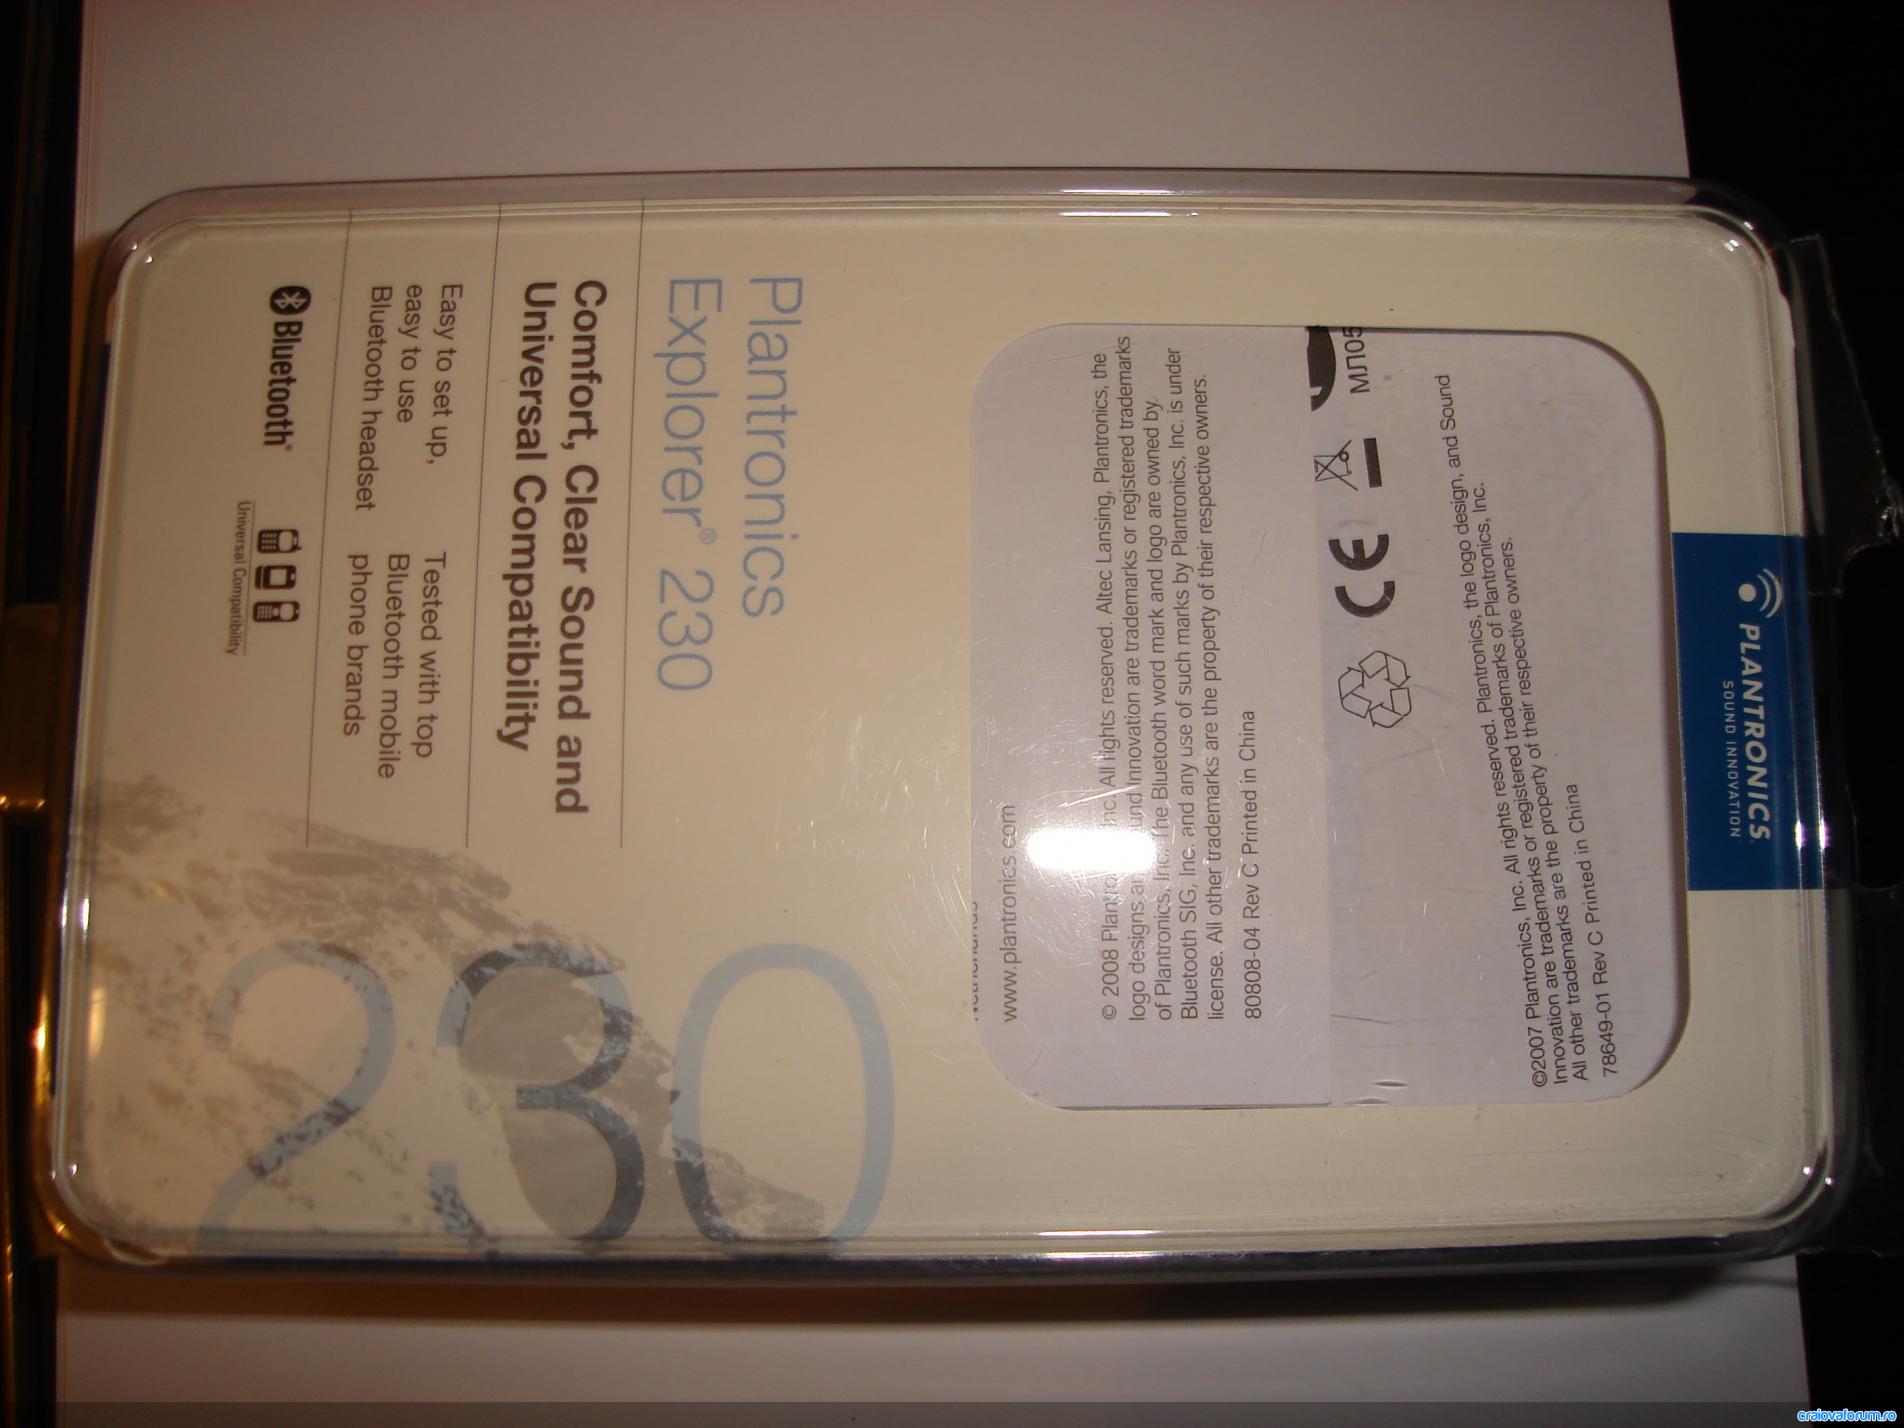 PLANTRONICS
SOUND INNOVATION
©2007 Plantronics, Inc. All rights reserved. Plantronics, the logo design, and Sound
Innovation are trademarks or registered trademarks of Plantronics, Inc.
All other trademarks are the property of their respective owners.
78649-01 Rev C Printed in China
МЛ05
CE
www.plantronics.com
© 2008 Plantronics, Inc. All rights reserved. Altec Lansing, Plantronics, the
logo designs and Sound Innovation are trademarks or registered trademarks
of Plantronics, Inc. The Bluetooth word mark and logo are owned by
Bluetooth SIG, Inc. and any use of such marks by Plantronics, Inc. is under
license. All other trademarks are the property of their respective owners.
80808-04 Rev C Printed in China
Plantronics
Explorer® 230
Comfort, Clear Sound and
Universal Compatibility
Easy to set up,
easy to use
Bluetooth headset
Tested with top
Bluetooth mobile
phone brands
Bluetooth®
Universal Compatibility
230
craiovaforum.ro